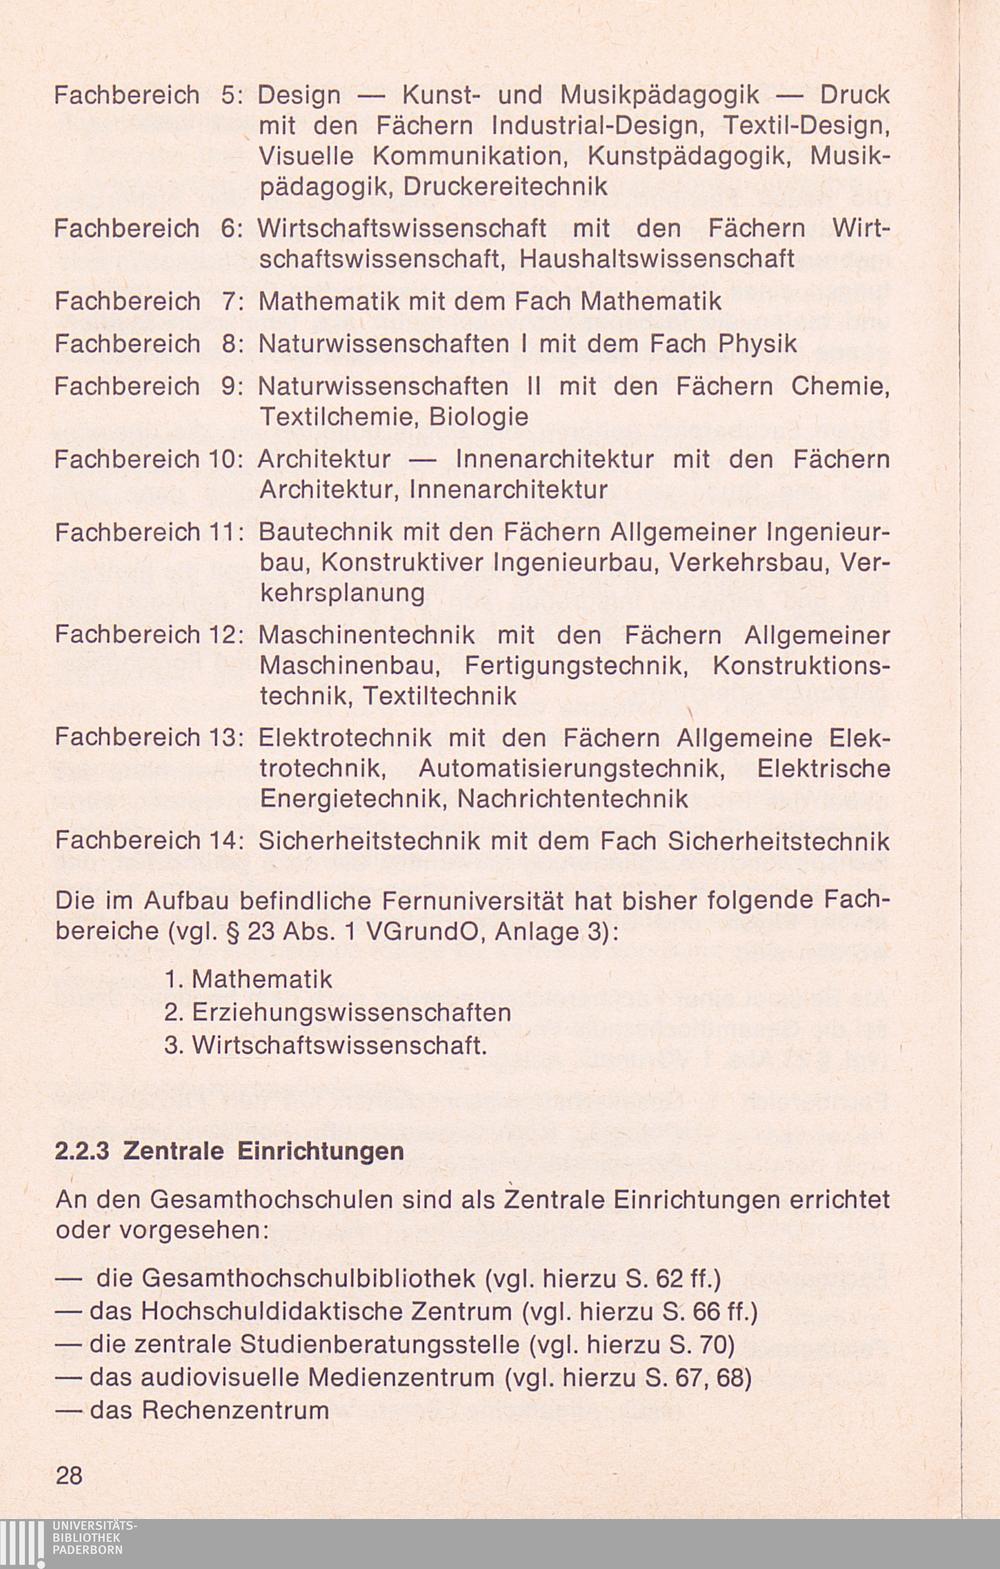 Fachbereich 5: Design — Kunst- und Musikpädagogik — Druck
mit den Fächern Industrial-Design, Textil-Design,
Visuelle Kommunikation, Kunstpädagogik, Musik-
pädagogik, Druckereitechnik
Fachbereich 6: Wirtschaftswissenschaft mit den Fächern Wirt-
schaftswissenschaft, Haushaltswissenschaft
Fachbereich 7: Mathematik mit dem Fach Mathematik
Fachbereich 8: Naturwissenschaften I mit dem Fach Physik
Fachbereich 9: Naturwissenschaften II mit den Fächern Chemie,
Textilchemie, Biologie
Fachbereich 10: Architektur — Innenarchitektur mit den Fächern
Architektur, Innenarchitektur
Fachbereich 11: Bautechnik mit den Fächern Allgemeiner Ingenieur-
bau, Konstruktiver Ingenieurbau, Verkehrsbau, Ver-
kehrsplanung
Fachbereich 12: Maschinentechnik mit den Fächern Allgemeiner
Maschinenbau, Fertigungstechnik, Konstruktions-
technik, Textiltechnik
Fachbereich 13: Elektrotechnik mit den Fächern Allgemeine Elek-
trotechnik, Automatisierungstechnik, Elektrische
Energietechnik, Nachrichtentechnik
Fachbereich 14: Sicherheitstechnik mit dem Fach Sicherheitstechnik
Die im Aufbau befindliche Fernuniversität hat bisher folgende Fach-
bereiche (vgl. § 23 Abs. 1 VGrundO, Anlage 3):
1. Mathematik
2. Erziehungswissenschaften
3. Wirtschaftswissenschaft.
2.2.3 Zentrale Einrichtungen
An den Gesamthochschulen sind als Zentrale Einrichtungen errichtet
oder vorgesehen:
— die Gesamthochschulbibliothek (vgl. hierzu S. 62 ff.)
— das Hochschuldidaktische Zentrum (vgl. hierzu S. 66 ff.)
— die zentrale Studienberatungsstelle (vgl. hierzu S. 70)
— das audiovisuelle Medienzentrum (vgl. hierzu S. 67, 68)
— das Rechenzentrum
28
UNIVERSITÄTS-
BIBLIOTHEK
PADERBORN